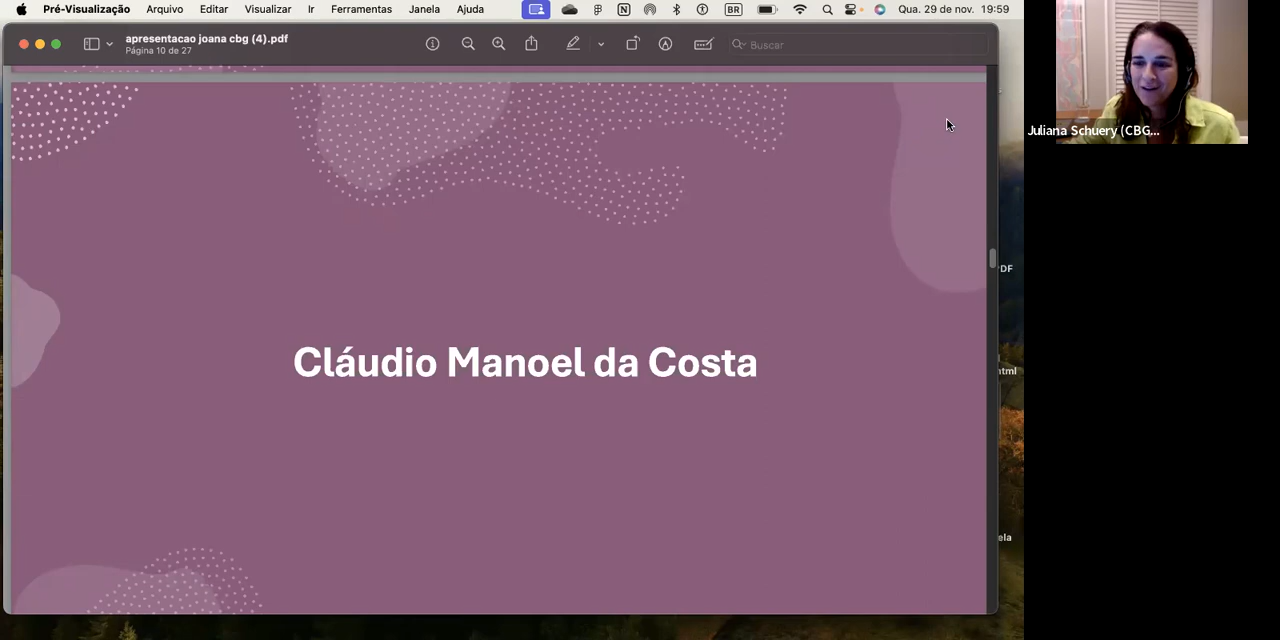 Pré-Visualização Arquivo Editar Visualizar Ir Ferramentas Janela Ajuda BR Qua. 29 de nov. 19:59
apresentacao joana cbg (4).pdf
Página 10 de 27
Buscar
Juliana Schuery (CBG...
DF
Cláudio Manoel da Costa
html
ela